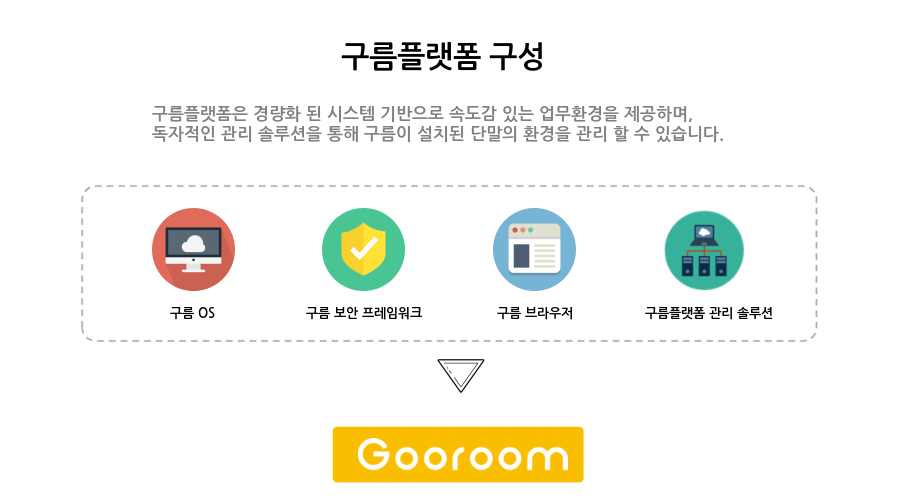 구름플랫폼 구성
구름플랫폼은 경량화 된 시스템 기반으로 속도감 있는 업무환경을 제공하며,
독자적인 관리 솔루션을 통해 구름이 설치된 단말의 환경을 관리 할 수 있습니다.
구름 OS
구름 보안 프레임워크
구름 브라우저
구름플랫폼 관리 솔루션
Gooroom